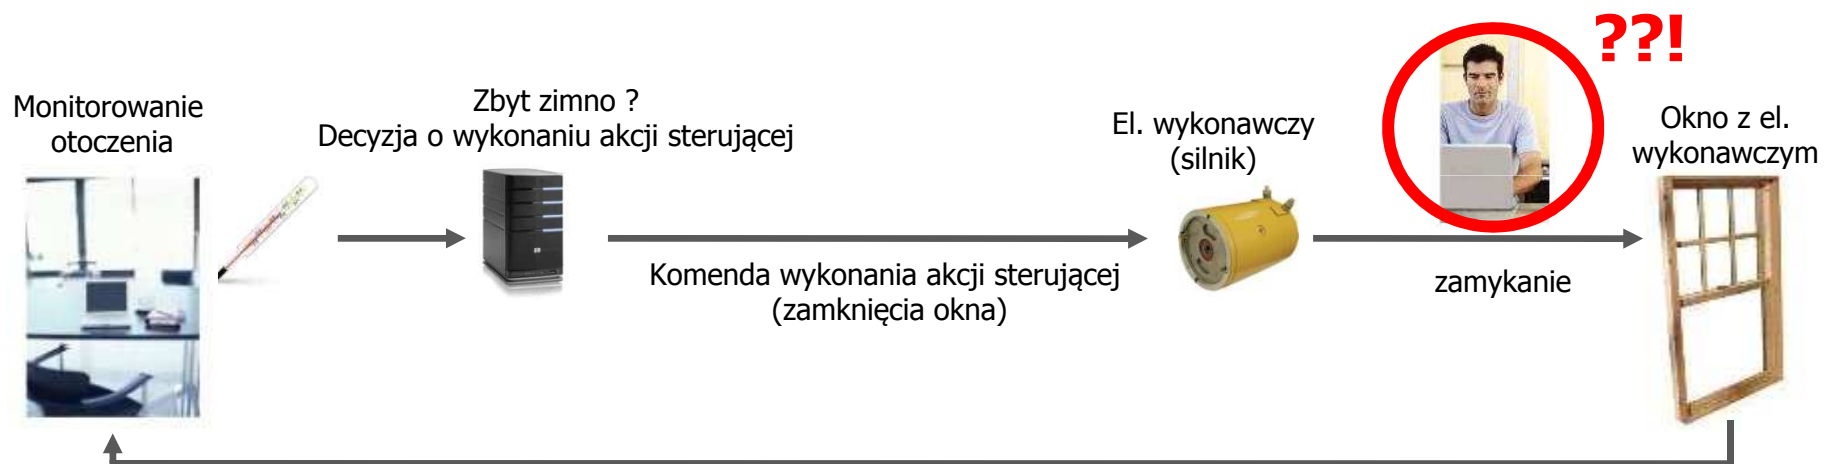 Monitorowanie
otoczenia
Zbyt zimno ?
Decyzja o wykonaniu akcji sterującej
Komenda wykonania akcji sterującej
(zamknięcia okna)
El. wykonawczy
(silnik)
??!
zamykanie
Okno z el.
wykonawczym